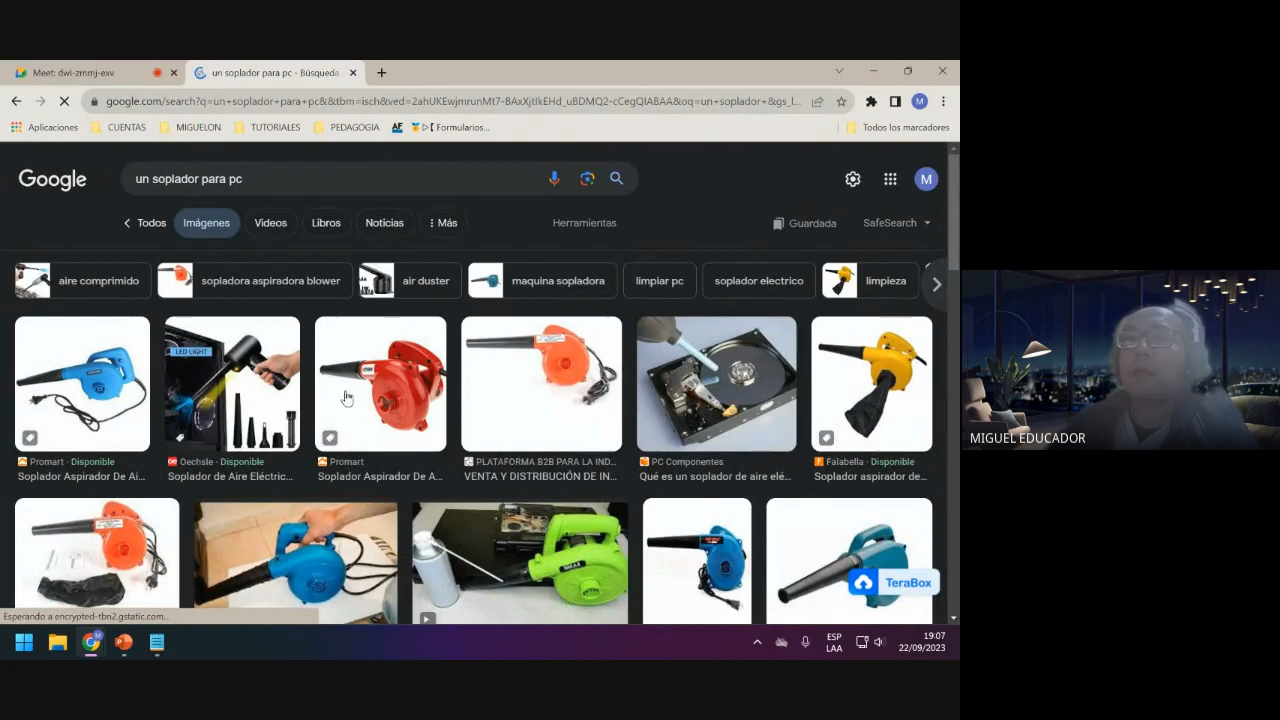 Meet: dwi-zmmj-exv
un soplador para pc - Búsqueda
google.com/search?q=un+soplador+para+pc&tbm=isch&ved=2ahUKEwjmrunMt7-BAxXjtIkEHd_uBDMQ2-cCegQIABAA&oq=un+soplador+&gs_l...
Aplicaciones CUENTAS MIGUELON TUTORIALES PEDAGOGIA AF Formularios... Todos los marcadores
Google un soplador para pc M
Todos Imágenes Videos Libros Noticias Más Herramientas Guardada SafeSearch
aire comprimido sopladora aspiradora blower air duster maquina sopladora limpiar pc soplador electrico limpieza
LED LIGHT
Promart · Disponible Oechsle · Disponible Promart PLATAFORMA B2B PARA LA IND... PC Componentes Falabella · Disponible
Soplador Aspirador De Ai... Soplador de Aire Eléctric... Soplador Aspirador De A... VENTA Y DISTRIBUCIÓN DE IN... Qué es un soplador de aire elé... Soplador aspirador de...
TeraBox
Esperando a encrypted-tbn2.gstatic.com...
ESP
LAA
19:07
22/09/2023
MIGUEL EDUCADOR